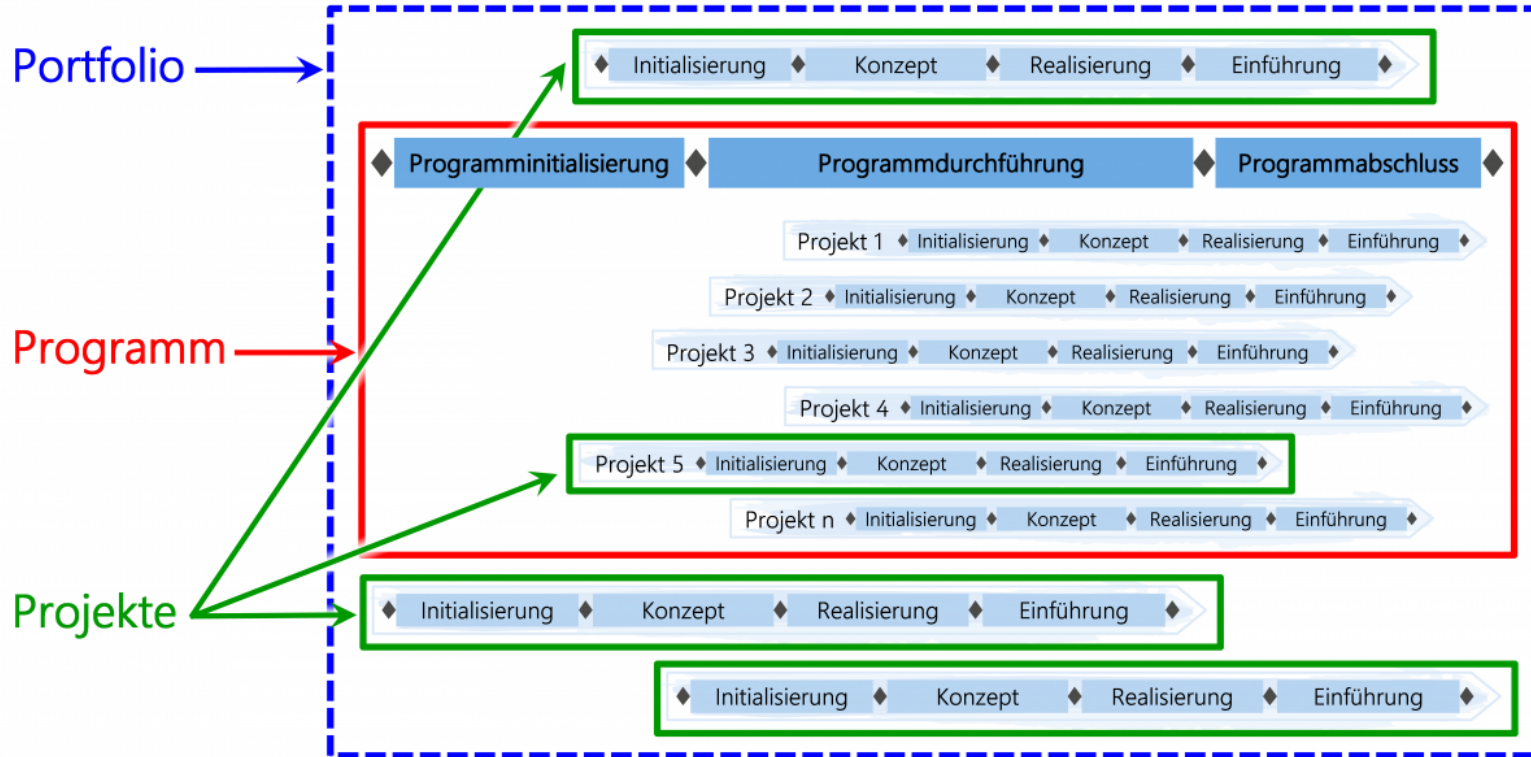 Portfolio
Initialisierung Konzept Realisierung Einführung
Programminitialisierung Programmdurchführung Programmabschluss
Projekt 1 Initialisierung Konzept Realisierung Einführung
Projekt 2 Initialisierung Konzept Realisierung Einführung
Programm
Projekt 3 Initialisierung Konzept Realisierung Einführung
Projekt 4 Initialisierung Konzept Realisierung Einführung
Projekt 5 Initialisierung Konzept Realisierung Einführung
Projekt n Initialisierung Konzept Realisierung Einführung
Projekte
Initialisierung Konzept Realisierung Einführung
Initialisierung Konzept Realisierung Einführung